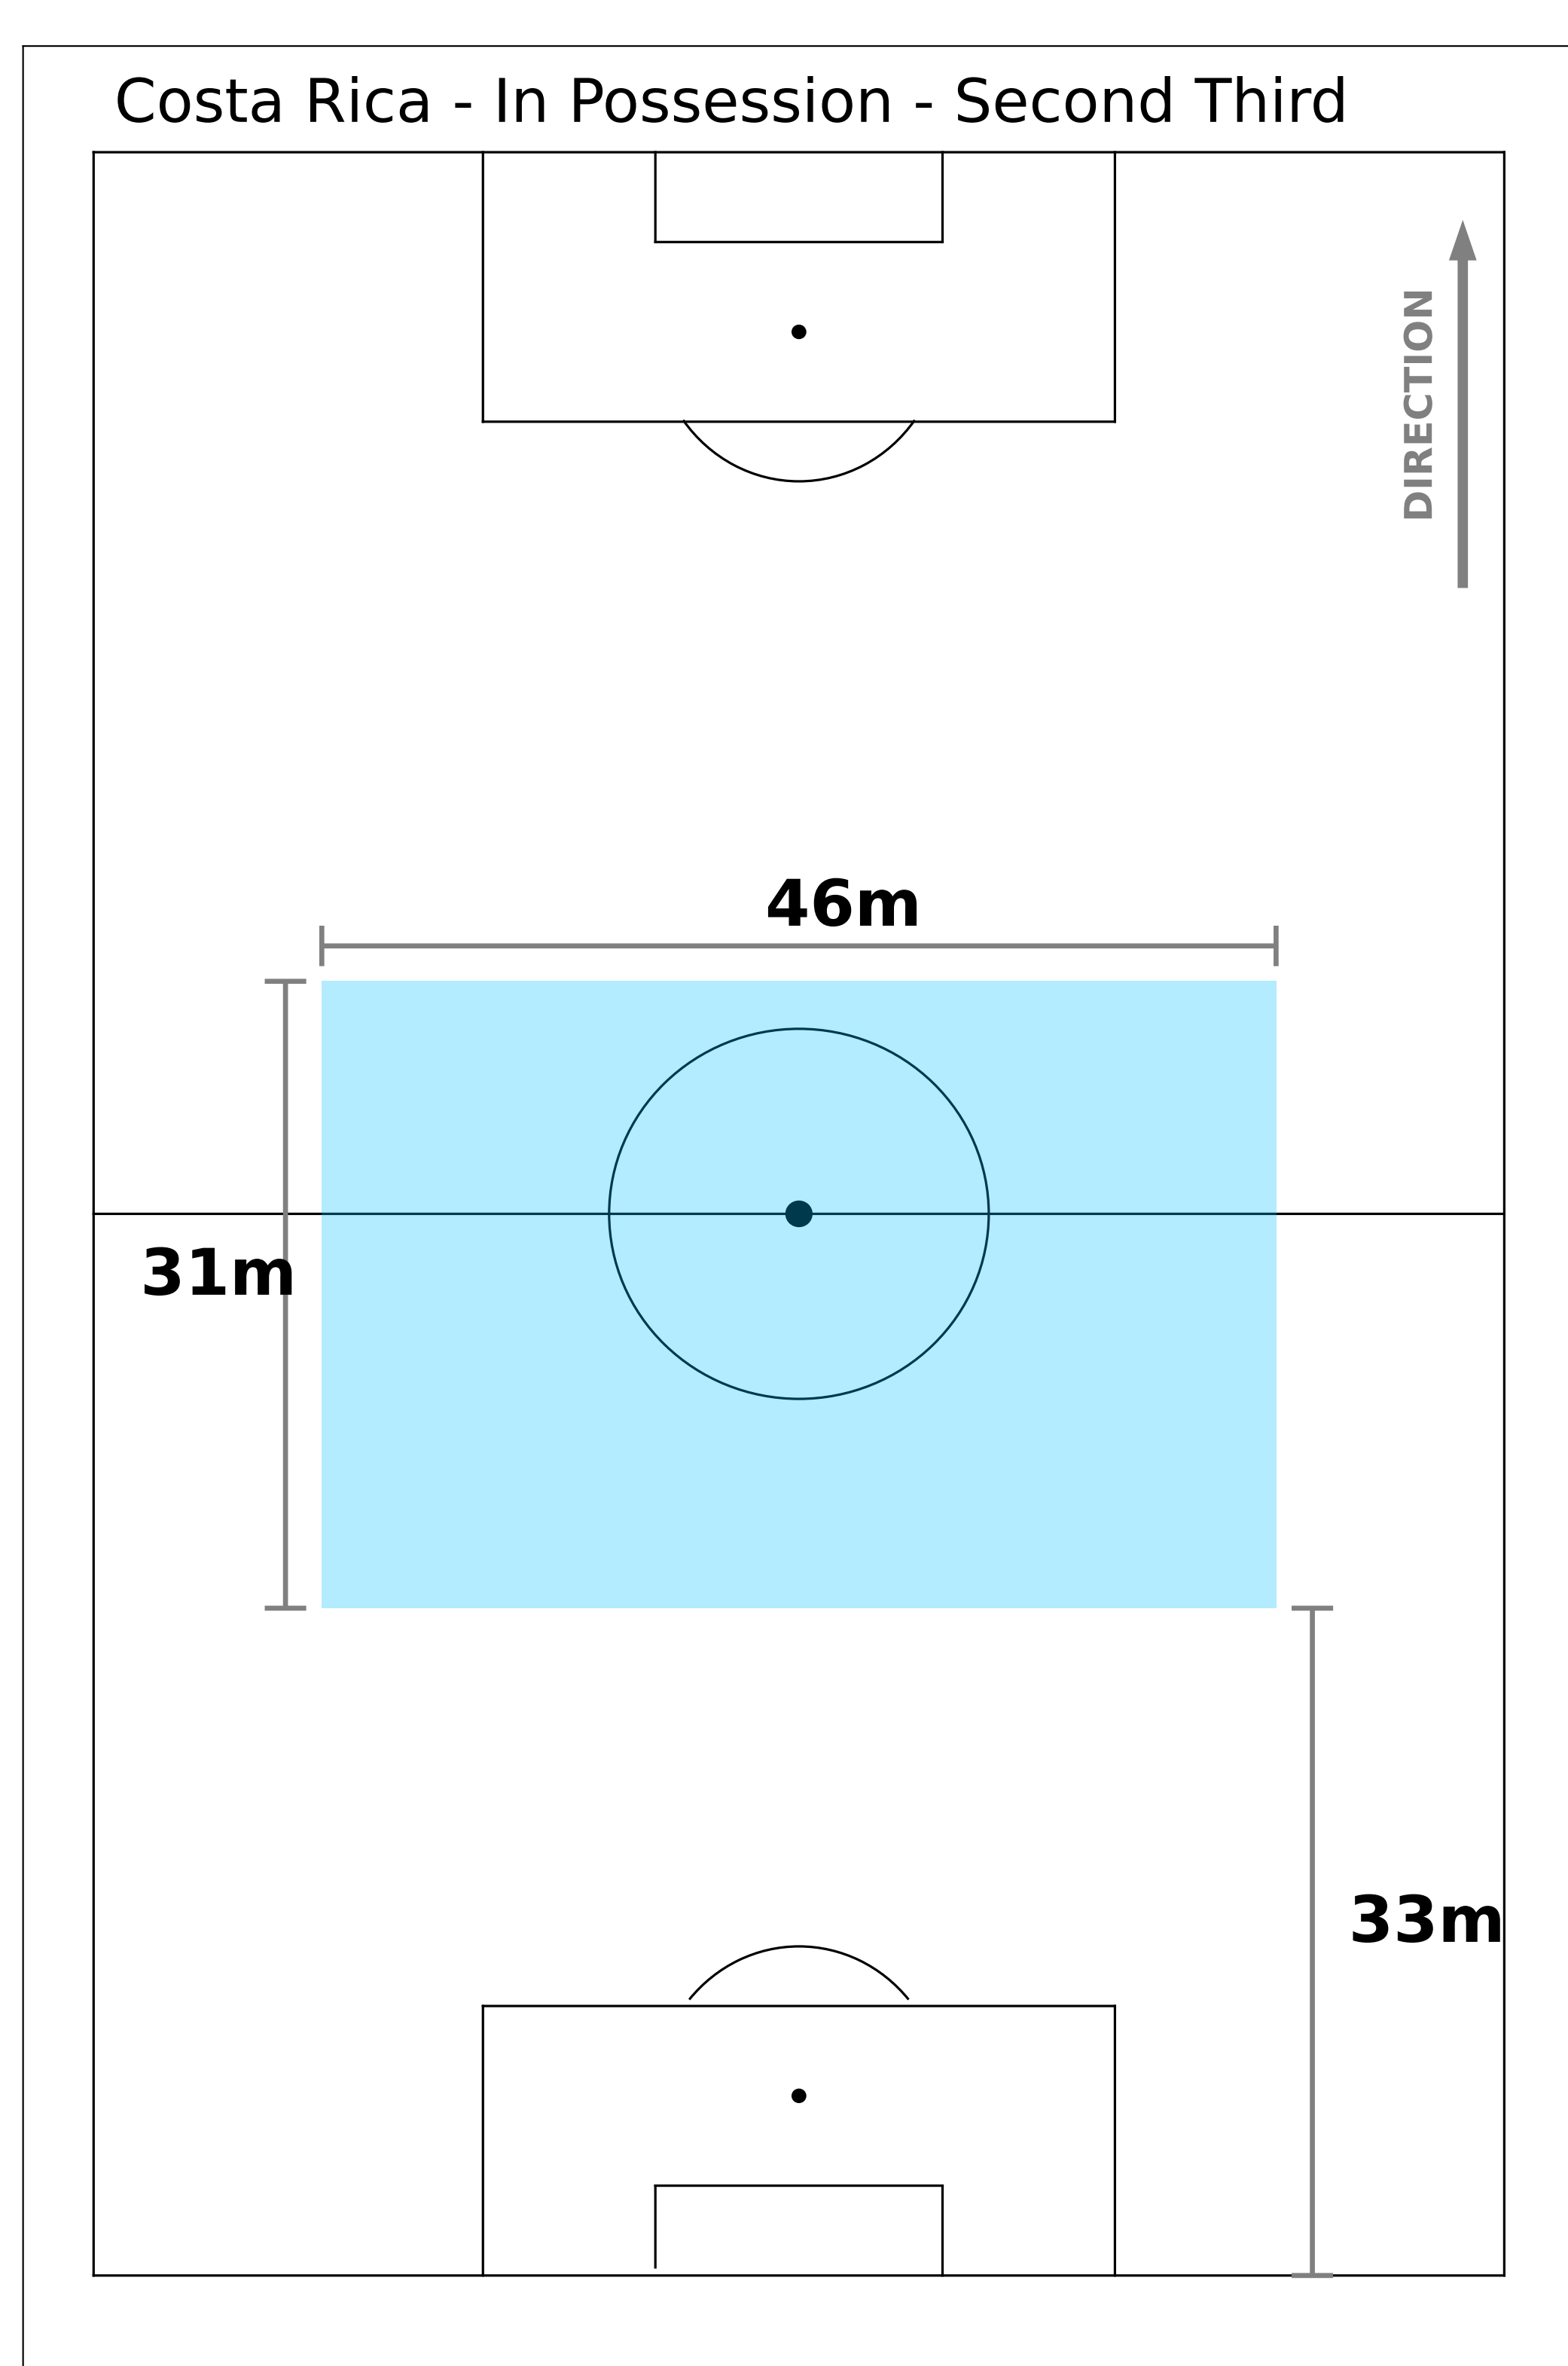 Costa Rica - In Possession - Second Third
DIRECTION
46m
31m
33m